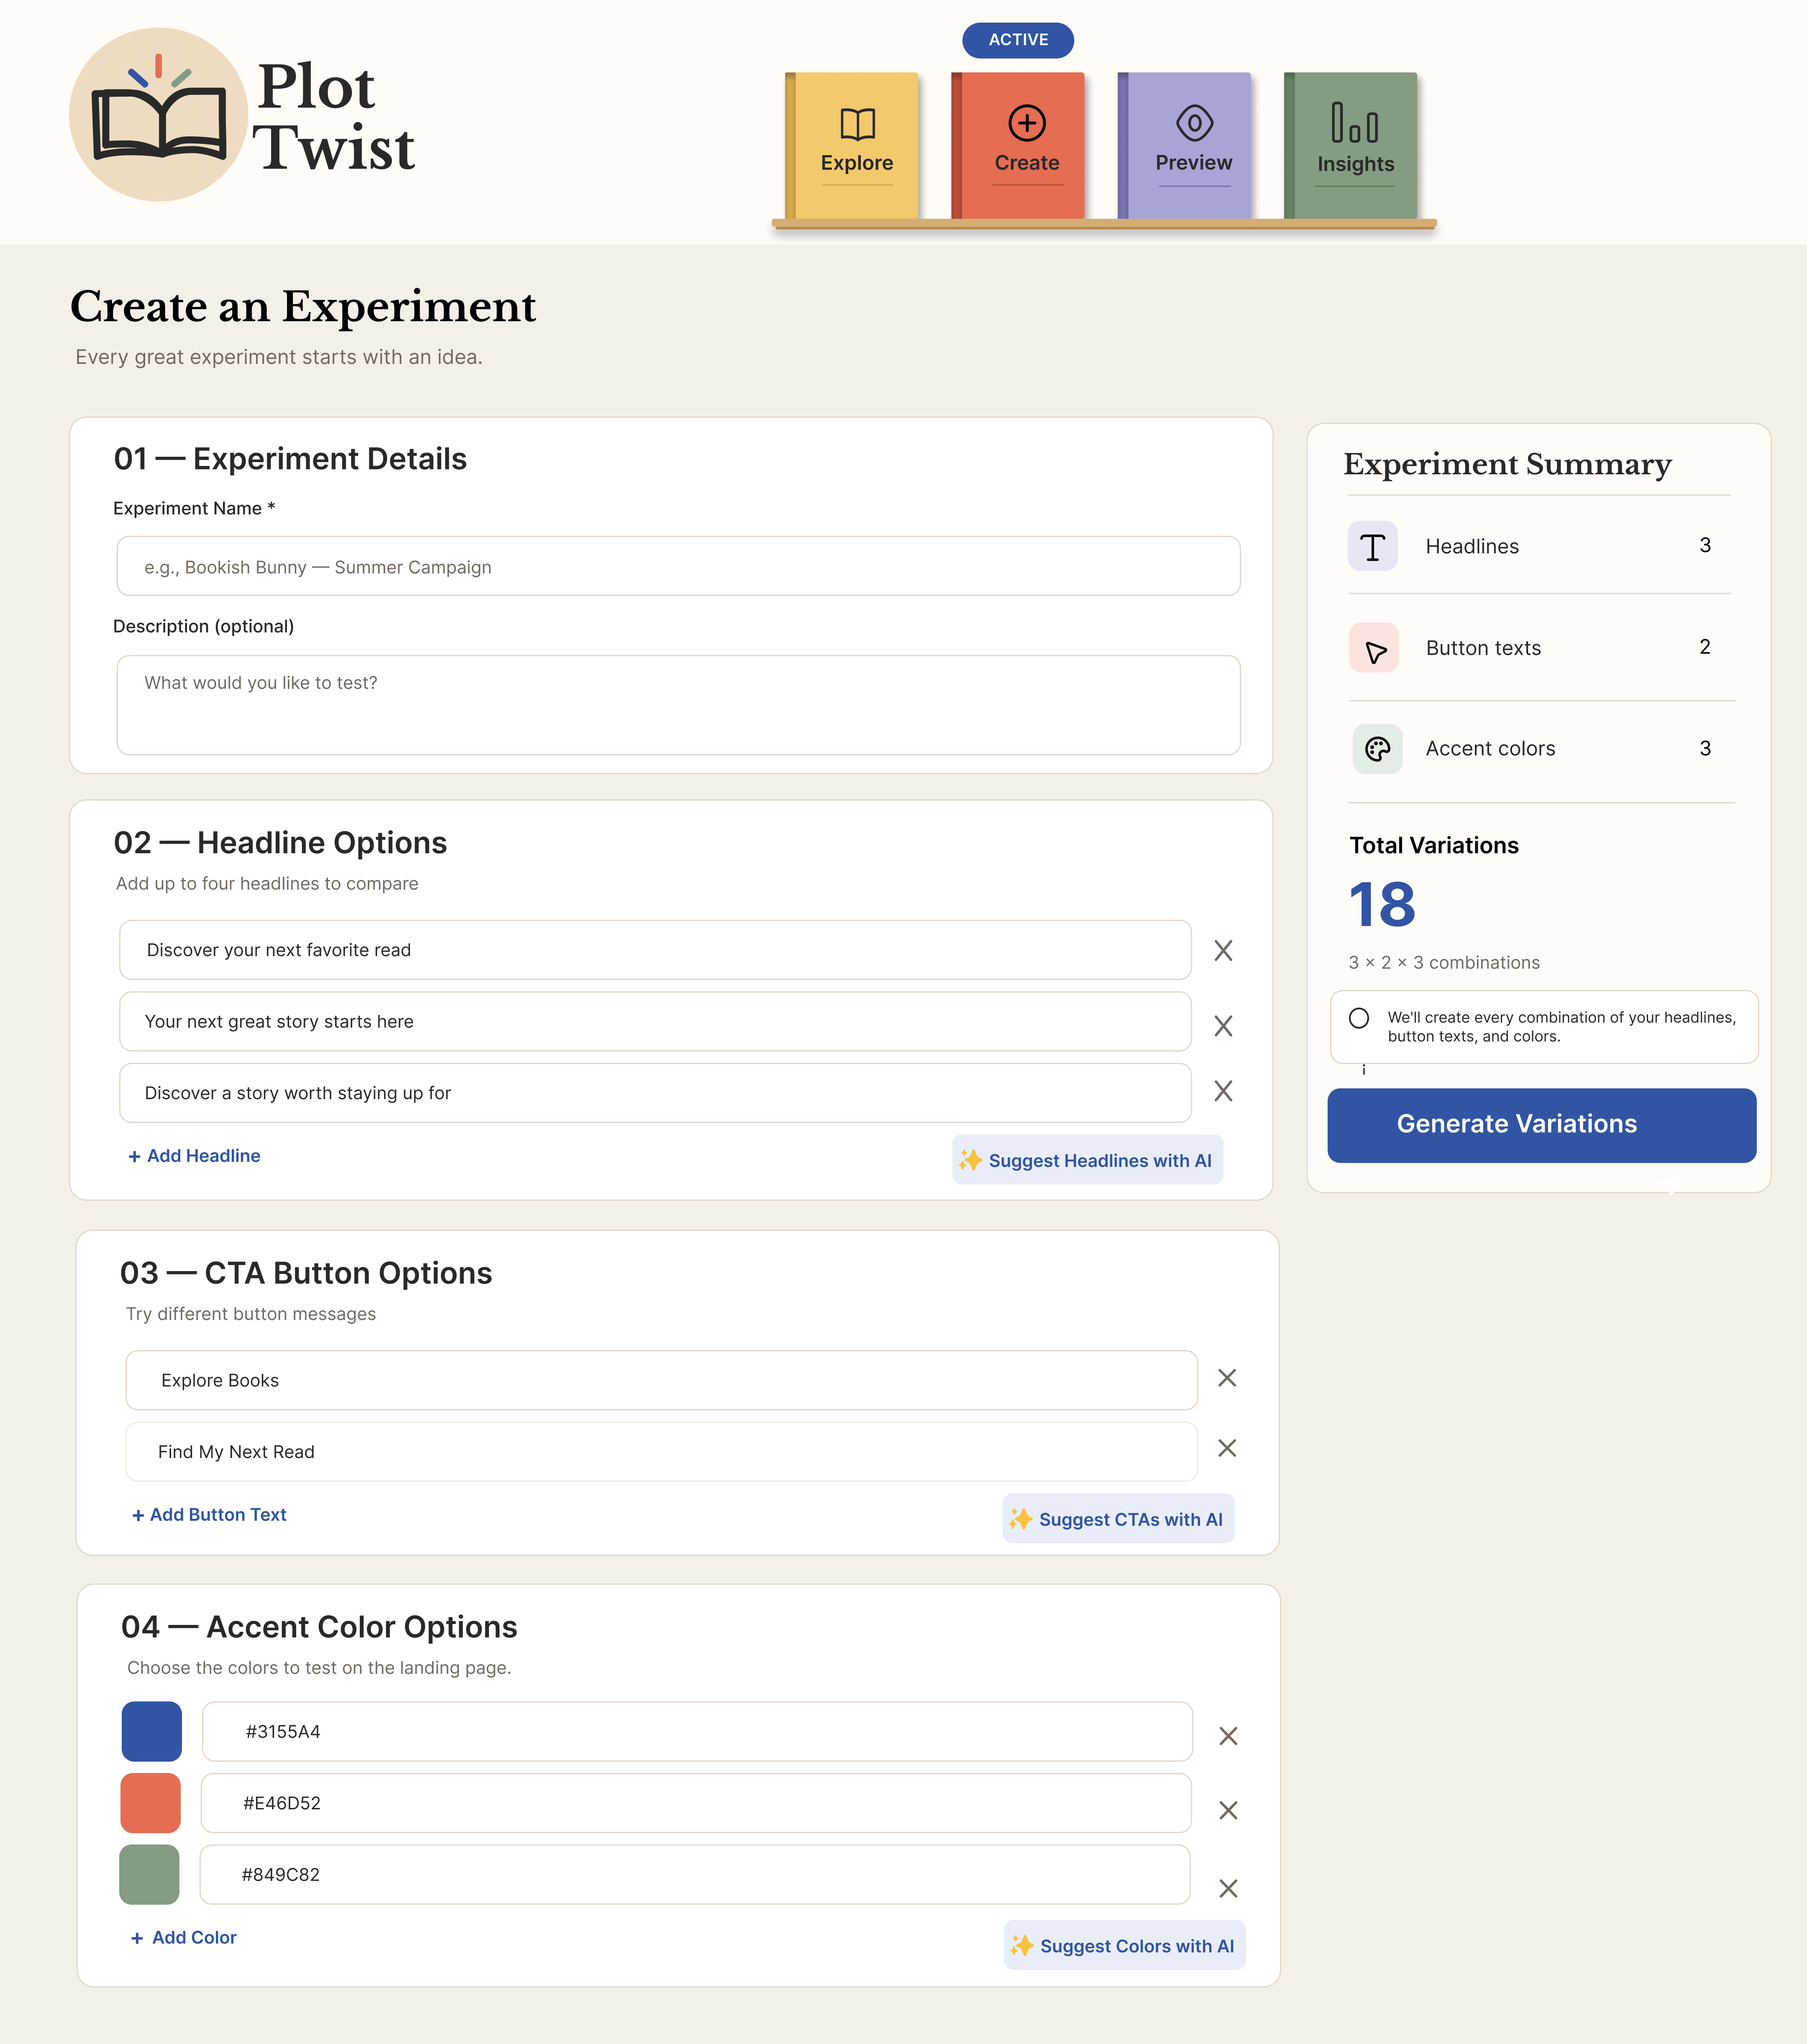 Plot
Twist
ACTIVE
Explore
Create
Preview
Insights
Create an Experiment
Every great experiment starts with an idea.
01 — Experiment Details
Experiment Name *
e.g., Bookish Bunny — Summer Campaign
Description (optional)
What would you like to test?
02 — Headline Options
Add up to four headlines to compare
Discover your next favorite read
Your next great story starts here
Discover a story worth staying up for
+ Add Headline
✨ Suggest Headlines with AI
03 — CTA Button Options
Try different button messages
Explore Books
Find My Next Read
+ Add Button Text
✨ Suggest CTAs with AI
04 — Accent Color Options
Choose the colors to test on the landing page.
#3155A4
#E46D52
#849C82
+ Add Color
✨ Suggest Colors with AI
Experiment Summary
Headlines 3
Button texts 2
Accent colors 3
Total Variations
18
3 × 2 × 3 combinations
We'll create every combination of your headlines,
button texts, and colors.
i
Generate Variations
→